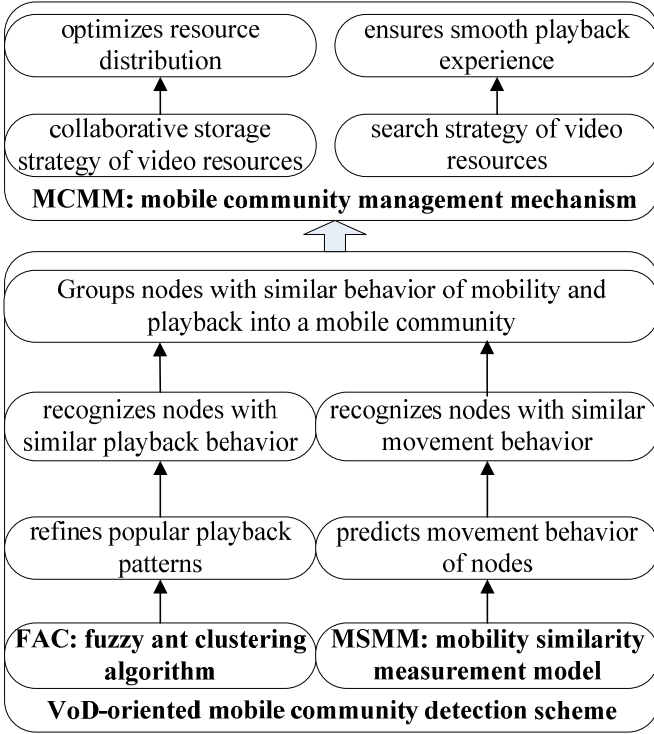 optimizes resource
distribution
ensures smooth playback
experience
collaborative storage
strategy of video resources
search strategy of video
resources
MCMM: mobile community management mechanism
Groups nodes with similar behavior of mobility and
playback into a mobile community
recognizes nodes with
similar playback behavior
recognizes nodes with similar
movement behavior
refines popular playback
patterns
predicts movement behavior
of nodes
FAC: fuzzy ant clustering
algorithm
MSMM: mobility similarity
measurement model
VoD-oriented mobile community detection scheme